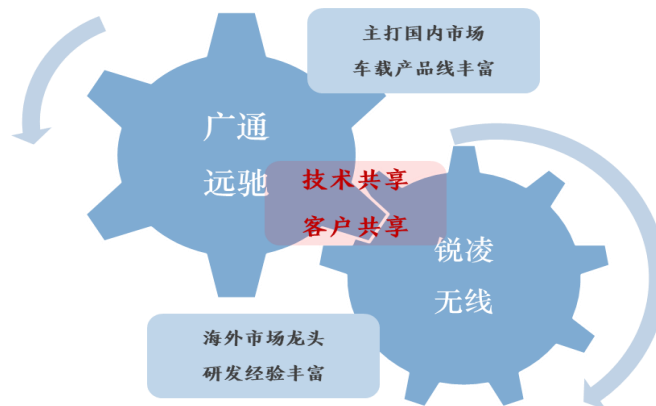 主打国内市场
车载产品线丰富
广通
远驰
技术共享
客户共享
锐凌
无线
海外市场龙头
研发经验丰富